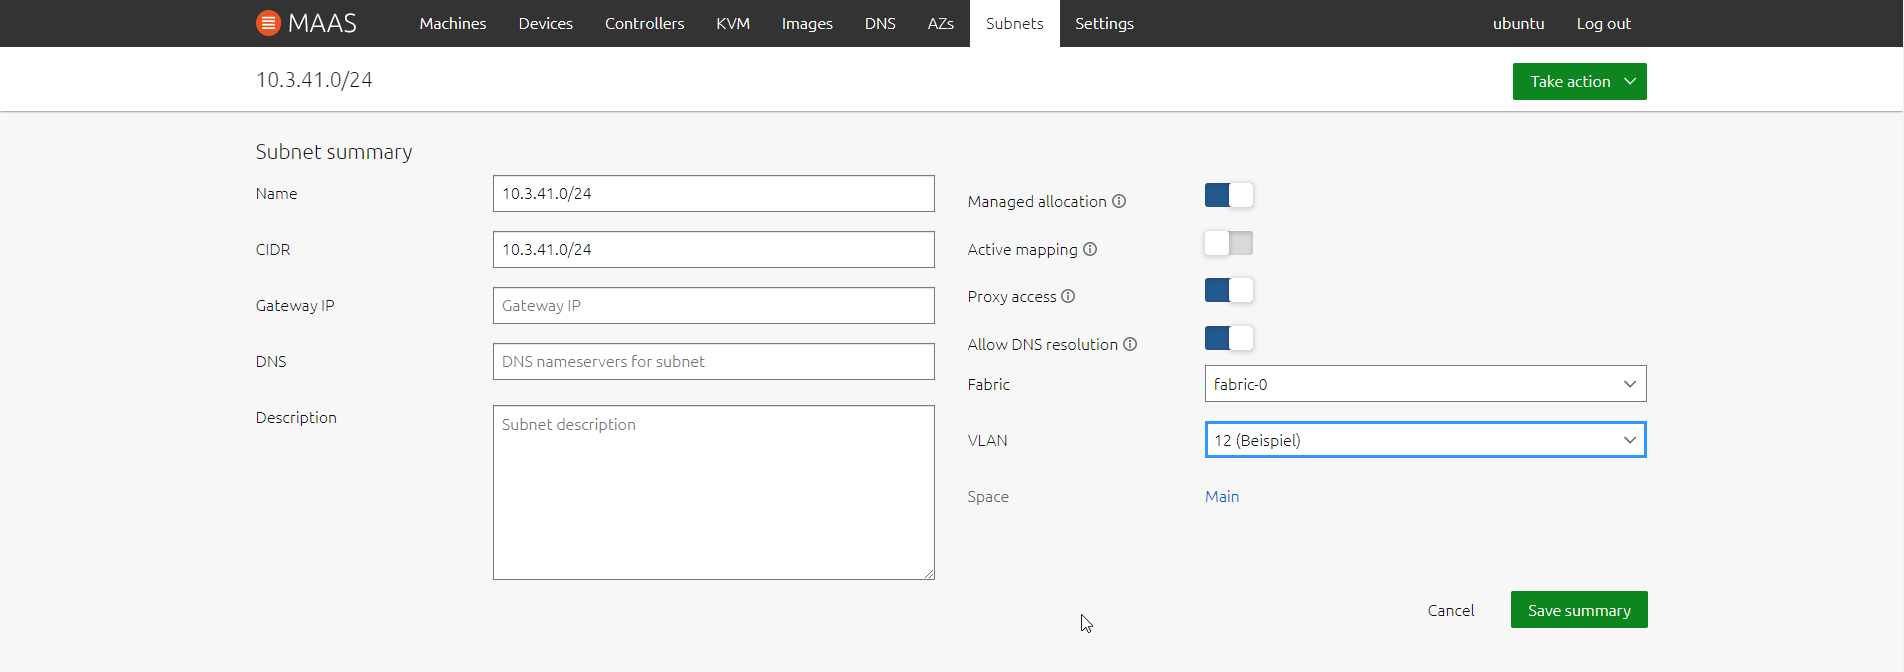 MAAS Machines Devices Controllers KVM Images DNS AZs Subnets Settings ubuntu Log out
10.3.41.0/24 Take action
Subnet summary
Name 10.3.41.0/24
CIDR 10.3.41.0/24
Gateway IP Gateway IP
DNS DNS nameservers for subnet
Description Subnet description
Managed allocation
Active mapping
Proxy access
Allow DNS resolution
Fabric fabric-0
VLAN 12 (Beispiel)
Space Main
Cancel Save summary